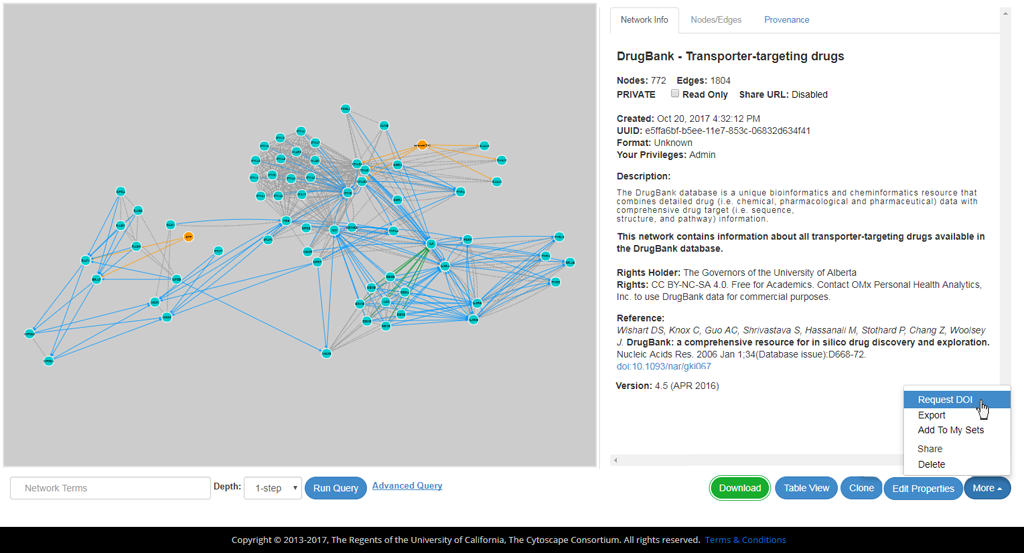 Network Info
Nodes/Edges
Provenance
DrugBank - Transporter-targeting drugs
Nodes: 772 Edges: 1804
PRIVATE Read Only Share URL: Disabled
Created: Oct 20, 2017 4:32:12 PM
UUID: e5ffa6bf-b5ee-11e7-853c-06832d634f41
Format: Unknown
Your Privileges: Admin
Description:
The DrugBank database is a unique bioinformatics and cheminformatics resource that
combines detailed drug (i.e. chemical, pharmacological and pharmaceutical) data with
comprehensive drug target (i.e. sequence,
structure, and pathway) information.
This network contains information about all transporter-targeting drugs available in
the DrugBank database.
Rights Holder: The Governors of the University of Alberta
Rights: CC BY-NC-SA 4.0. Free for Academics. Contact OMx Personal Health Analytics,
Inc. to use DrugBank data for commercial purposes.
Reference:
Wishart DS, Knox C, Guo AC, Shrivastava S, Hassanali M, Stothard P, Chang Z, Woolsey
J. DrugBank: a comprehensive resource for in silico drug discovery and exploration.
Nucleic Acids Res. 2006 Jan 1;34(Database issue):D668-72.
doi:10.1093/nar/gkj067
Version: 4.5 (APR 2016)
Request DOI
Export
Add To My Sets
Share
Delete
Network Terms
Depth:
1-step
Run Query
Advanced Query
Download
Table View
Clone
Edit Properties
More
Copyright © 2013-2017, The Regents of the University of California, The Cytoscape Consortium. All rights reserved. Terms & Conditions